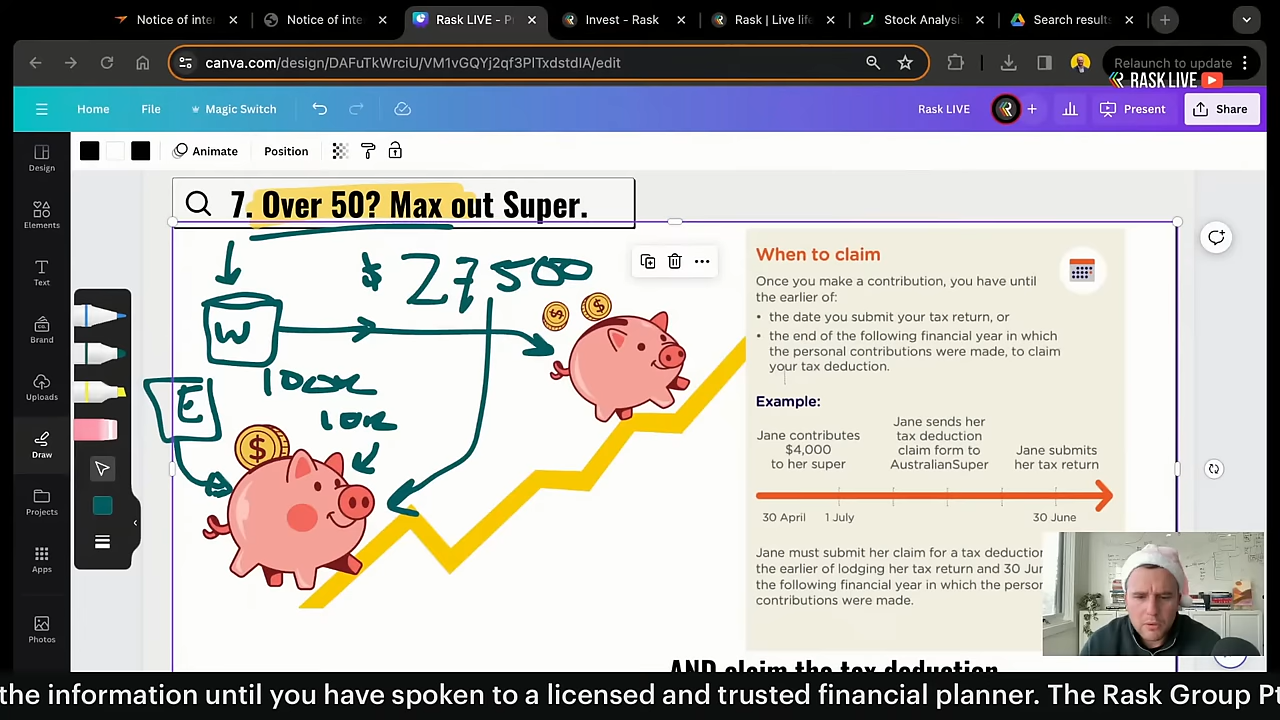 Notice of inte
Notice of inte
Rask LIVE - P
Invest - Rask
Rask | Live life
Stock Analysi
Search results
canva.com/design/DAFuTkWrciU/VM1vGQYj2qf3PlTxdstdIA/edit
Relaunch to update
RASK LIVE
Home
File
Magic Switch
Rask LIVE
Present
Share
Animate
Position
Design
Elements
Text
Brand
Uploads
Draw
Projects
Apps
Photos
7. Over 50? Max out Super.
$ 27500
W
100k
10k
E
$
When to claim
Once you make a contribution, you have until
the earlier of:
• the date you submit your tax return, or
• the end of the following financial year in which
the personal contributions were made, to claim
your tax deduction.
Example:
Jane contributes
$4,000
to her super
Jane sends her
tax deduction
claim form to
AustralianSuper
Jane submits
her tax return
30 April
1 July
30 June
Jane must submit her claim for a tax deduction
the earlier of lodging her tax return and 30 Jun
the following financial year in which the person
contributions were made.
AND claim the tax deduction
the information until you have spoken to a licensed and trusted financial planner. The Rask Group Pt